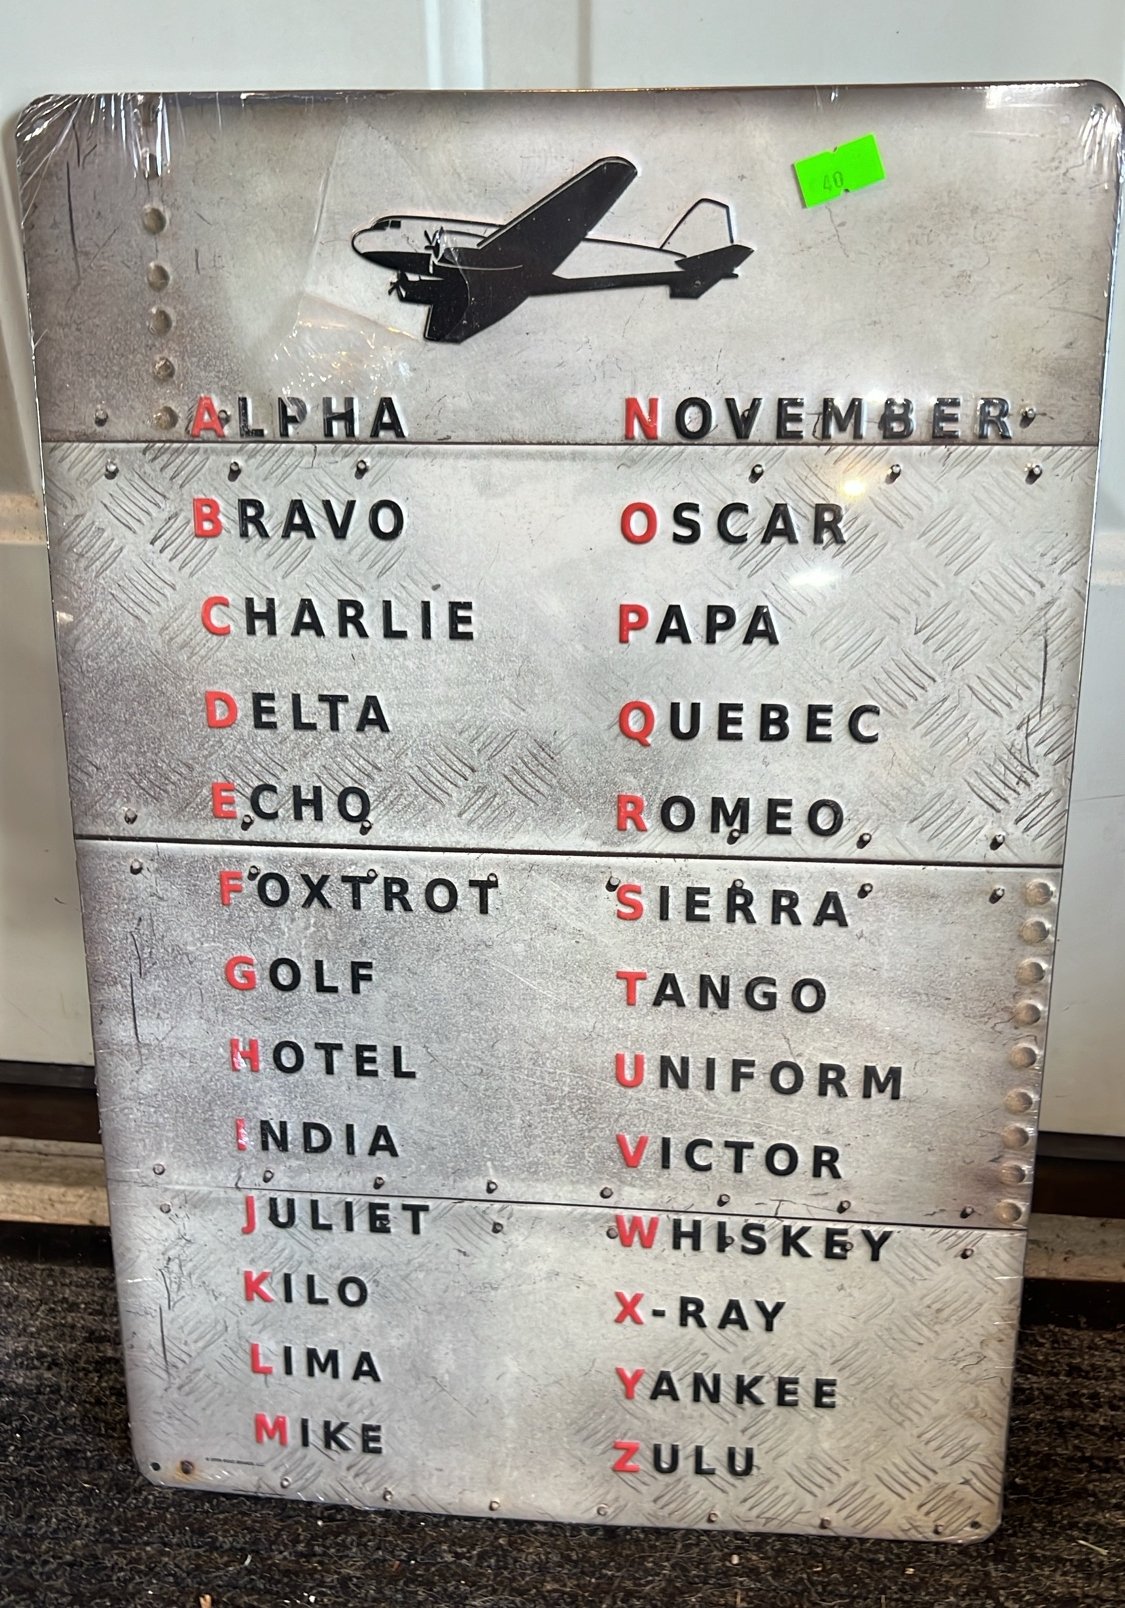 40
ALPHA
BRAVO
CHARLIE
DELTA
ECHO
FOXTROT
GOLF
HOTEL
INDIA
JULIET
KILO
LIMA
MIKE
NOVEMBER
OSCAR
PAPA
QUEBEC
ROMEO
SIERRA
TANGO
UNIFORM
VICTOR
WHISKEY
X-RAY
YANKEE
ZULU